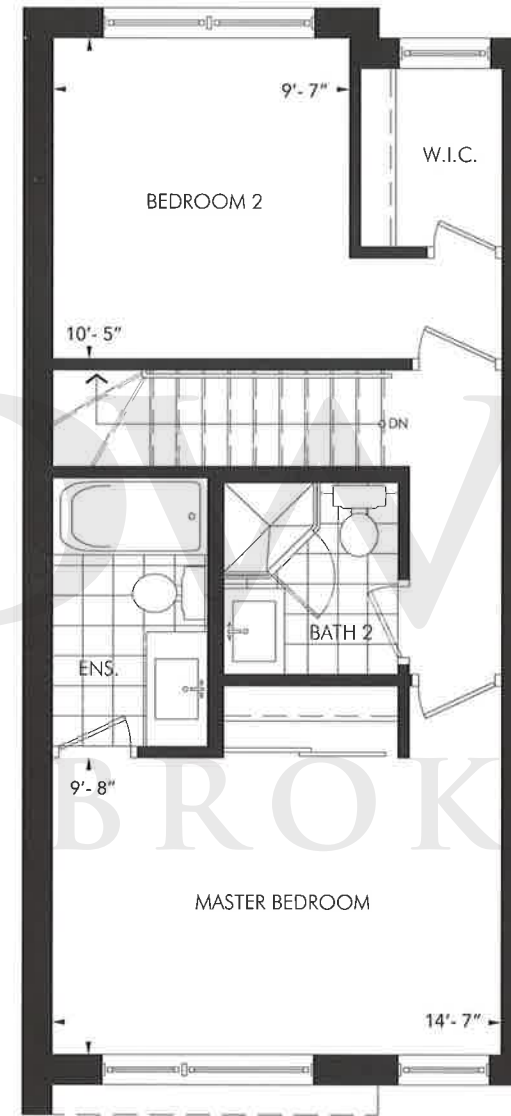 9'- 7"
W.I.C.
BEDROOM 2
10'- 5"
DN
BATH 2
ENS.
9'- 8"
BROK
MASTER BEDROOM
14'- 7"